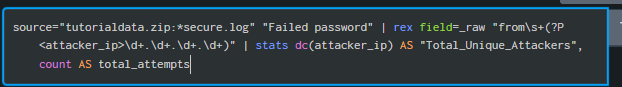 source="tutorialdata.zip:*secure.log" "Failed password" | rex field=_raw "from\s+(?P
<attacker_ip>\d+.\d+.\d+.\d+)" | stats dc(attacker_ip) AS "Total_Unique_Attackers",
count AS total_attempts